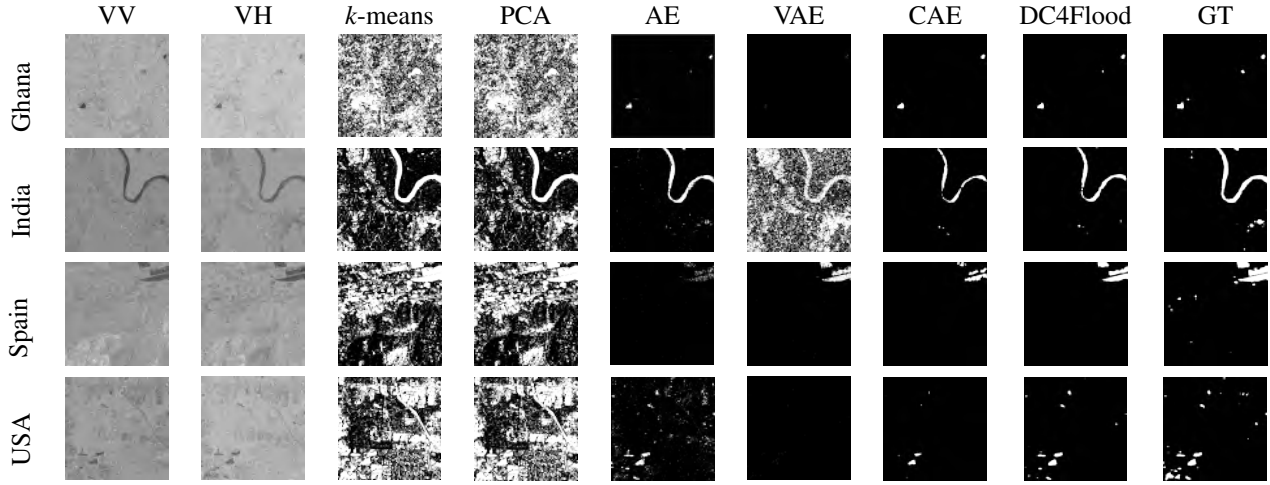 VV VH k-means PCA AE VAE CAE DC4Flood GT
Ghana
India
Spain
USA